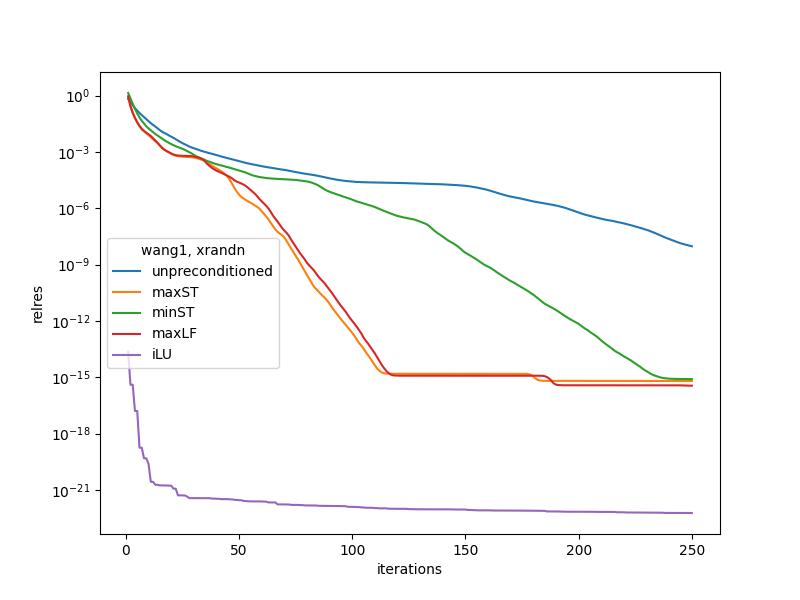 10^0
10^-3
10^-6
10^-9
10^-12
10^-15
10^-18
10^-21
relres
wang1, xrandn
unpreconditioned
maxST
minST
maxLF
iLU
0 50 100 150 200 250
iterations